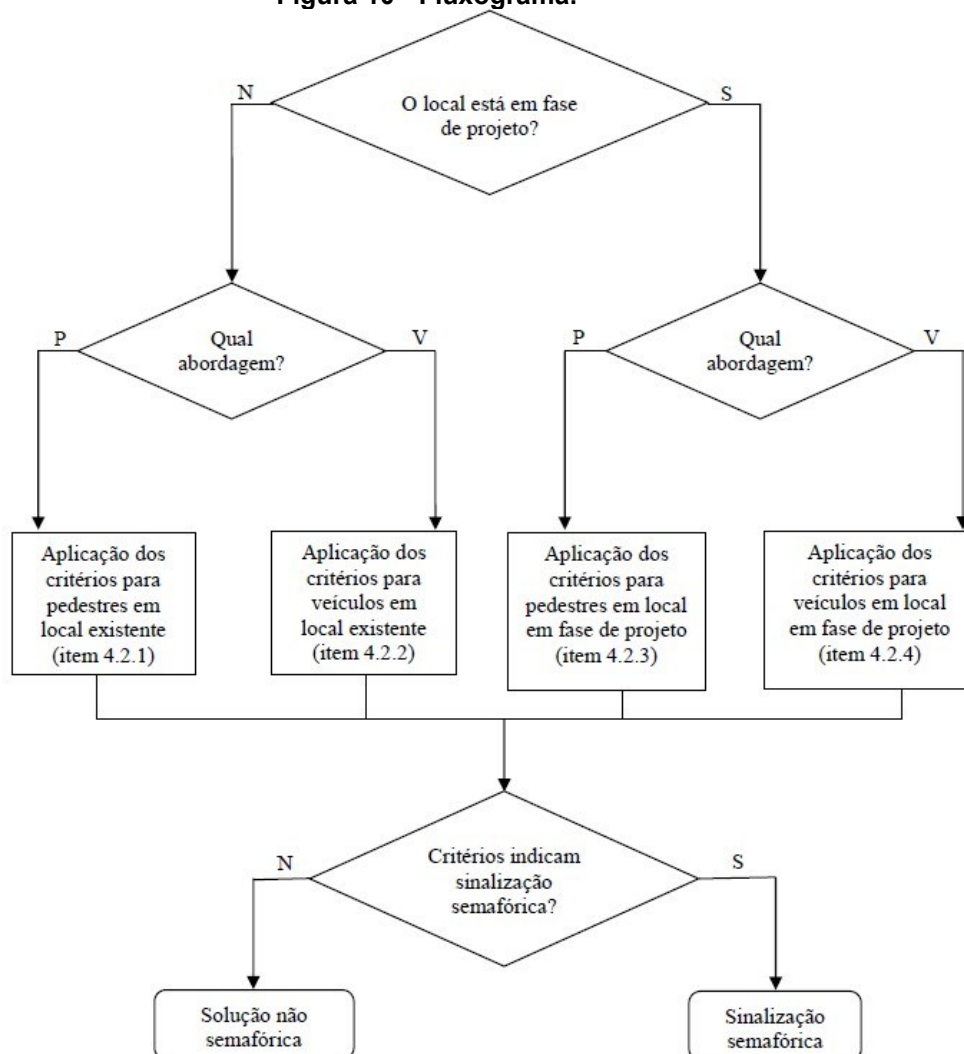 Figura 10 - Fluxograma.
O local está em fase
de projeto?
N
S
Qual
abordagem?
P
V
Qual
abordagem?
P
V
Aplicação dos
critérios para
pedestres em
local existente
(item 4.2.1)
Aplicação dos
critérios para
veículos em
local existente
(item 4.2.2)
Aplicação dos
critérios para
pedestres em local
em fase de projeto
(item 4.2.3)
Aplicação dos
critérios para
veículos em local
em fase de projeto
(item 4.2.4)
Critérios indicam
sinalização
semafórica?
N
S
Solução não
semafórica
Sinalização
semafórica